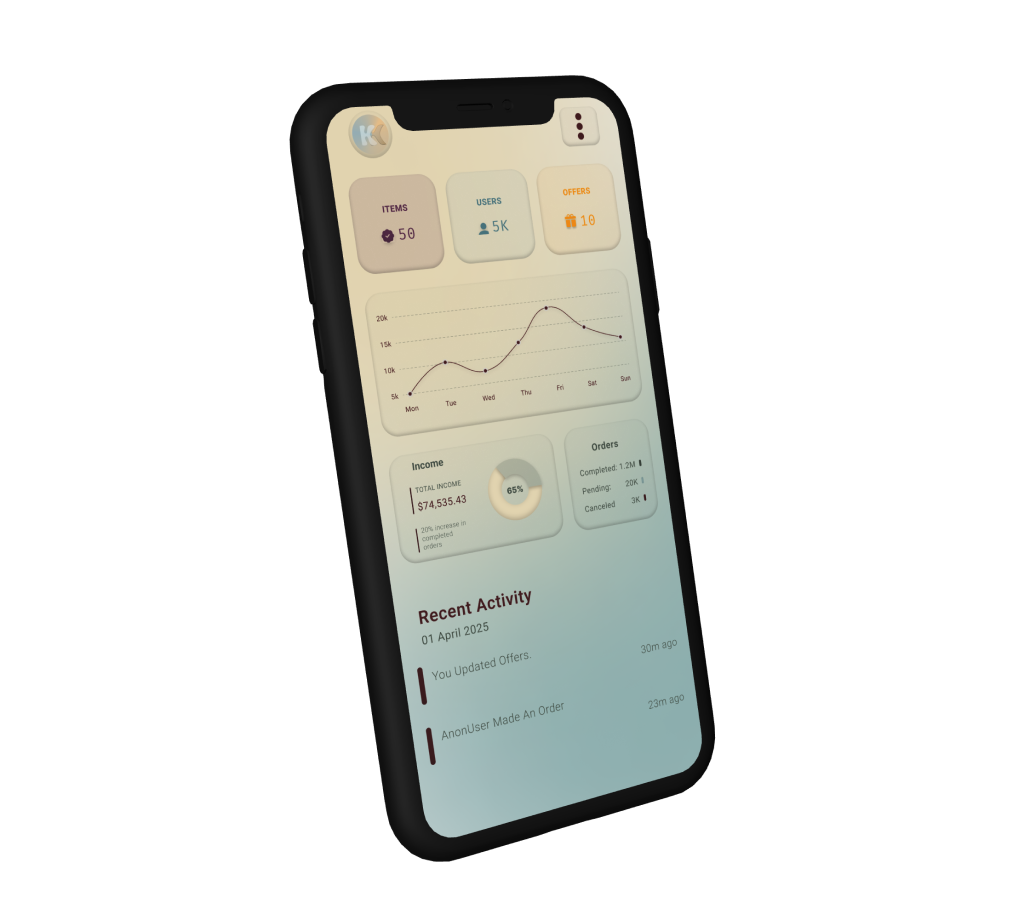 K
ITEMS
50
USERS
5K
OFFERS
10
20k
15k
10k
5k
Mon Tue Wed Thu Fri Sat Sun
Income
TOTAL INCOME
$74,535.43
20% increase in
completed
orders
65%
Orders
Completed: 1.2M
Pending: 20K
Canceled 3K
Recent Activity
01 April 2025
You Updated Offers. 30m ago
AnonUser Made An Order 23m ago